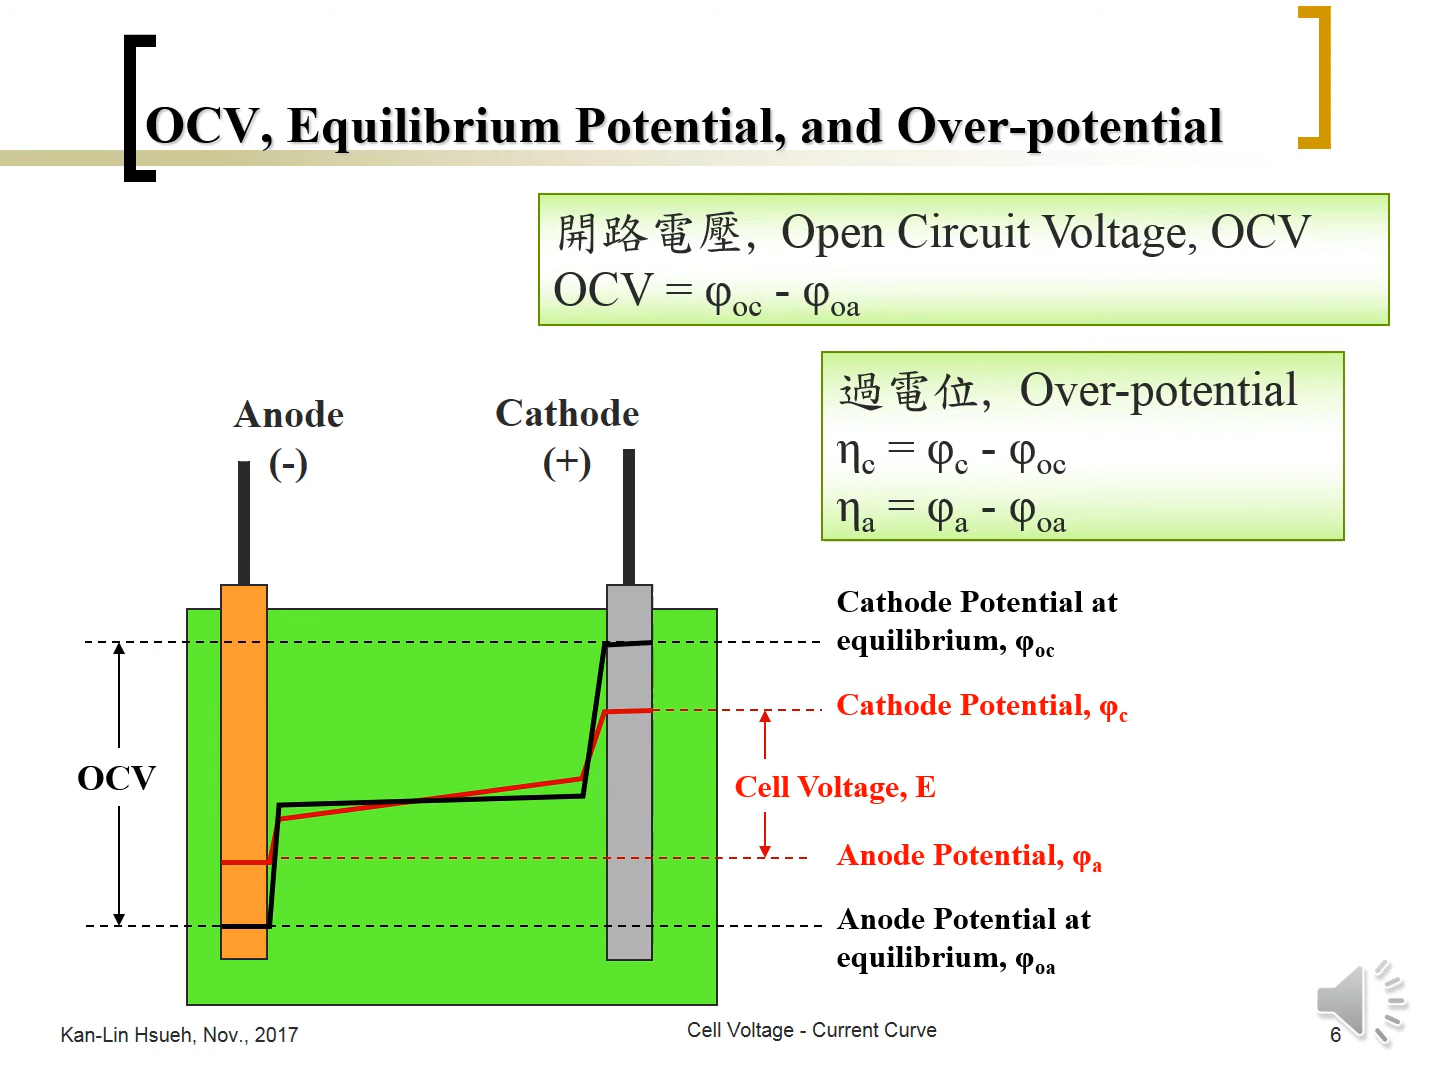 OCV, Equilibrium Potential, and Over-potential
開路電壓, Open Circuit Voltage, OCV
OCV = φoc - φoa
過電位, Over-potential
ηc = φc - φoc
ηa = φa - φoa
Anode
(-)
Cathode
(+)
Cathode Potential at
equilibrium, φoc
Cathode Potential, φc
OCV
Cell Voltage, E
Anode Potential, φa
Anode Potential at
equilibrium, φoa
Kan-Lin Hsueh, Nov., 2017
Cell Voltage - Current Curve
6